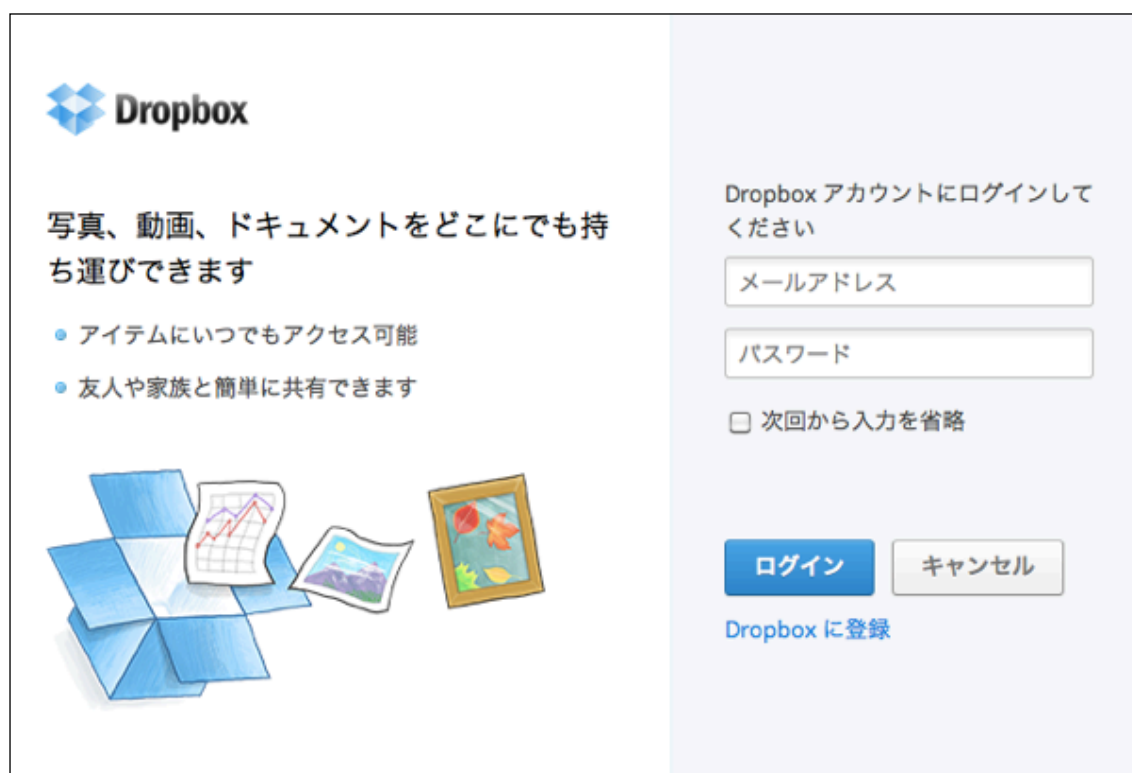 Dropbox
写真、動画、ドキュメントをどこにでも持
ち運びできます
アイテムにいつでもアクセス可能
友人や家族と簡単に共有できます
Dropbox アカウントにログインして
ください
メールアドレス
パスワード
次回から入力を省略
ログイン
キャンセル
Dropbox に登録